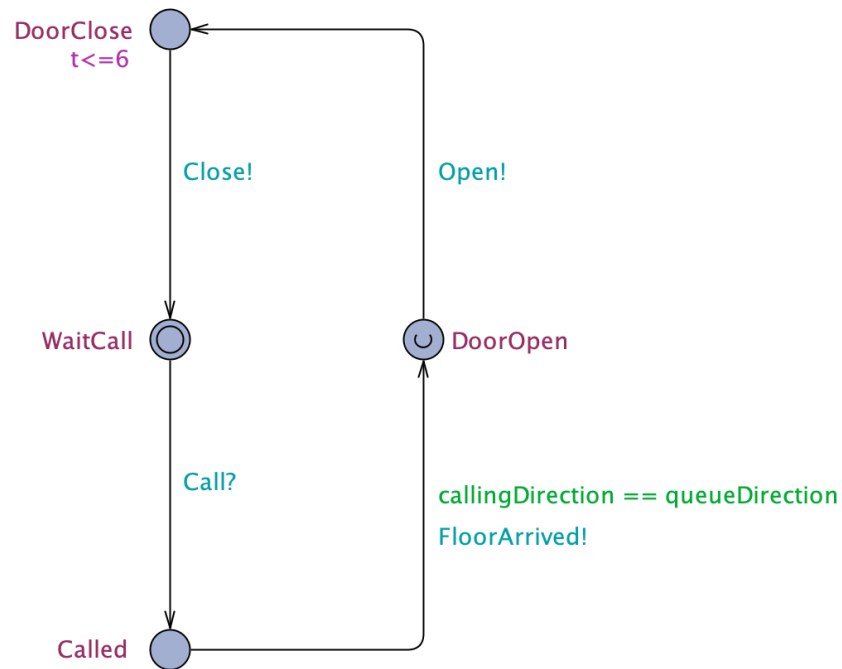 DoorClose
t<=6
Close!
Open!
WaitCall
DoorOpen
Call?
callingDirection == queueDirection
FloorArrived!
Called